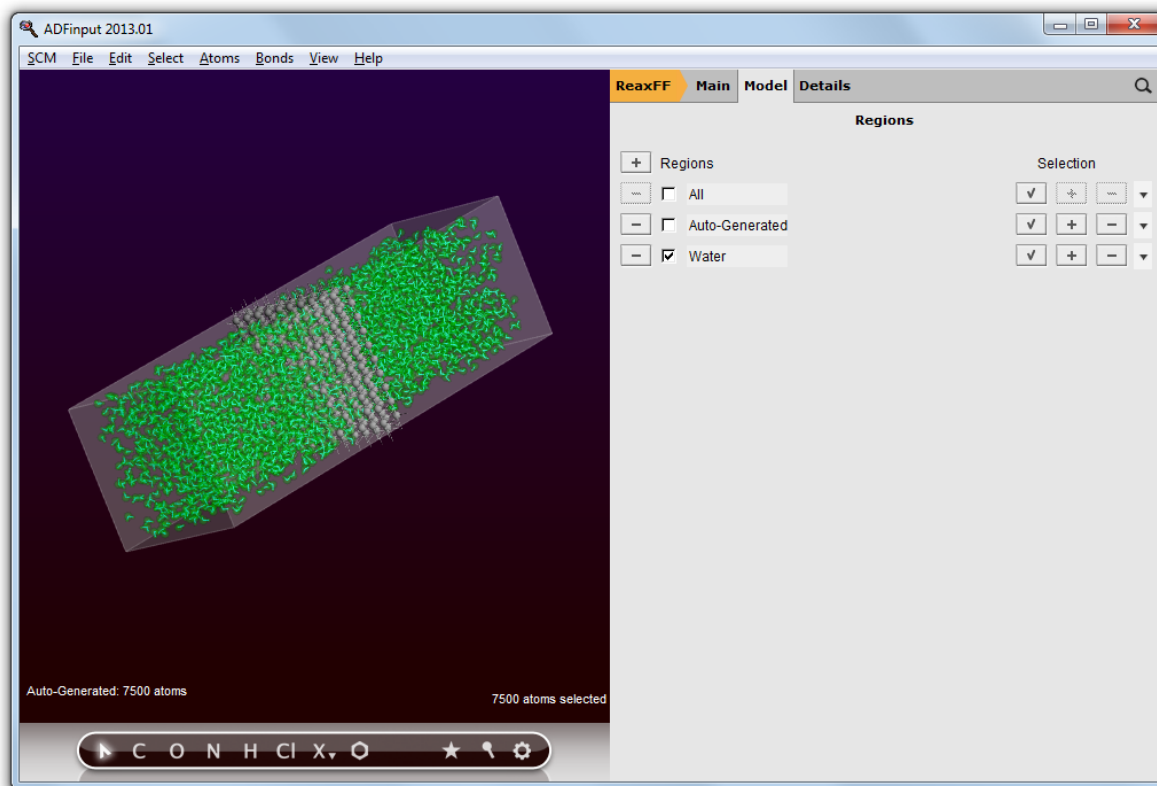 ADFinput 2013.01
SCM File Edit Select Atoms Bonds View Help
ReaxFF Main Model Details
Regions
Regions Selection
All
Auto-Generated
Water
Auto-Generated: 7500 atoms
7500 atoms selected
C O N H Cl X